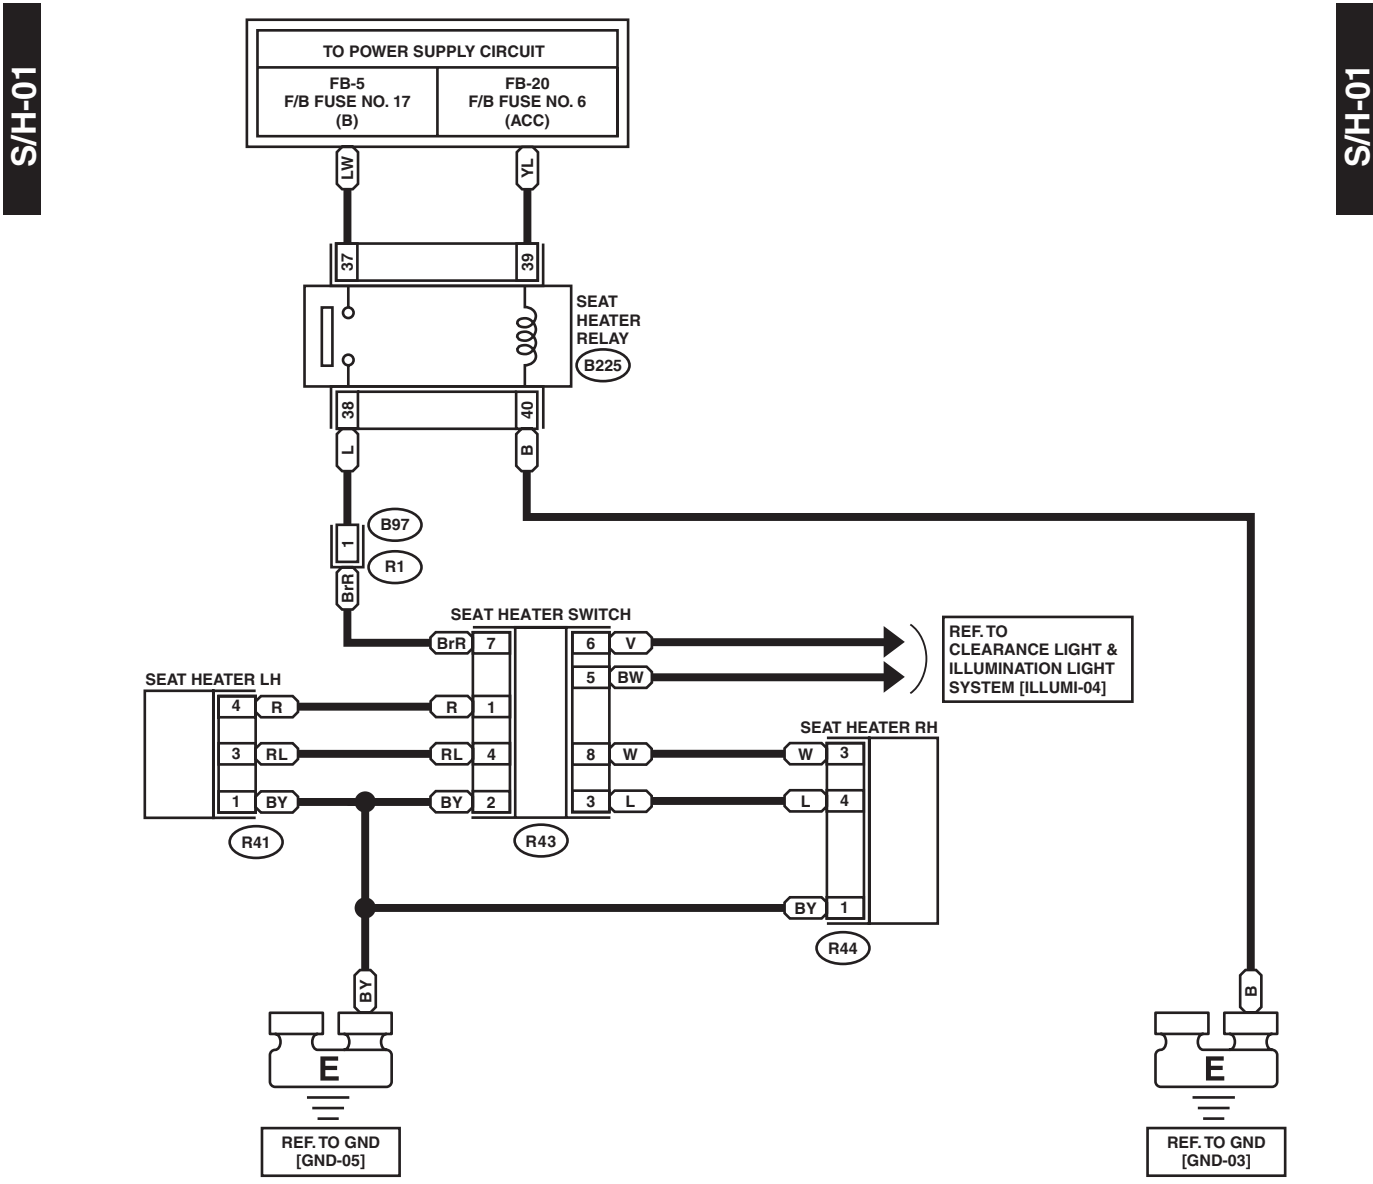 S/H-01
S/H-01
TO POWER SUPPLY CIRCUIT
FB-5
F/B FUSE NO. 17
(B)
FB-20
F/B FUSE NO. 6
(ACC)
LW
YL
37
39
SEAT
HEATER
RELAY
B225
38
40
L
B
B97
1
R1
BrR
SEAT HEATER SWITCH
BrR
7
6
V
5
BW
REF. TO
CLEARANCE LIGHT &
ILLUMINATION LIGHT
SYSTEM [ILLUMI-04]
SEAT HEATER LH
4
R
R
1
3
RL
RL
4
1
BY
BY
2
SEAT HEATER RH
8
W
W
3
3
L
L
4
R41
R43
BY
1
R44
BY
B
E
E
REF. TO GND
[GND-05]
REF. TO GND
[GND-03]